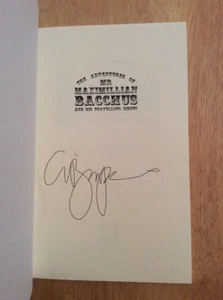 THE ADVENTURES OF
MR
MAXIMILLIAN
BACCHUS
AND HIS TRAVELLING CIRCUS